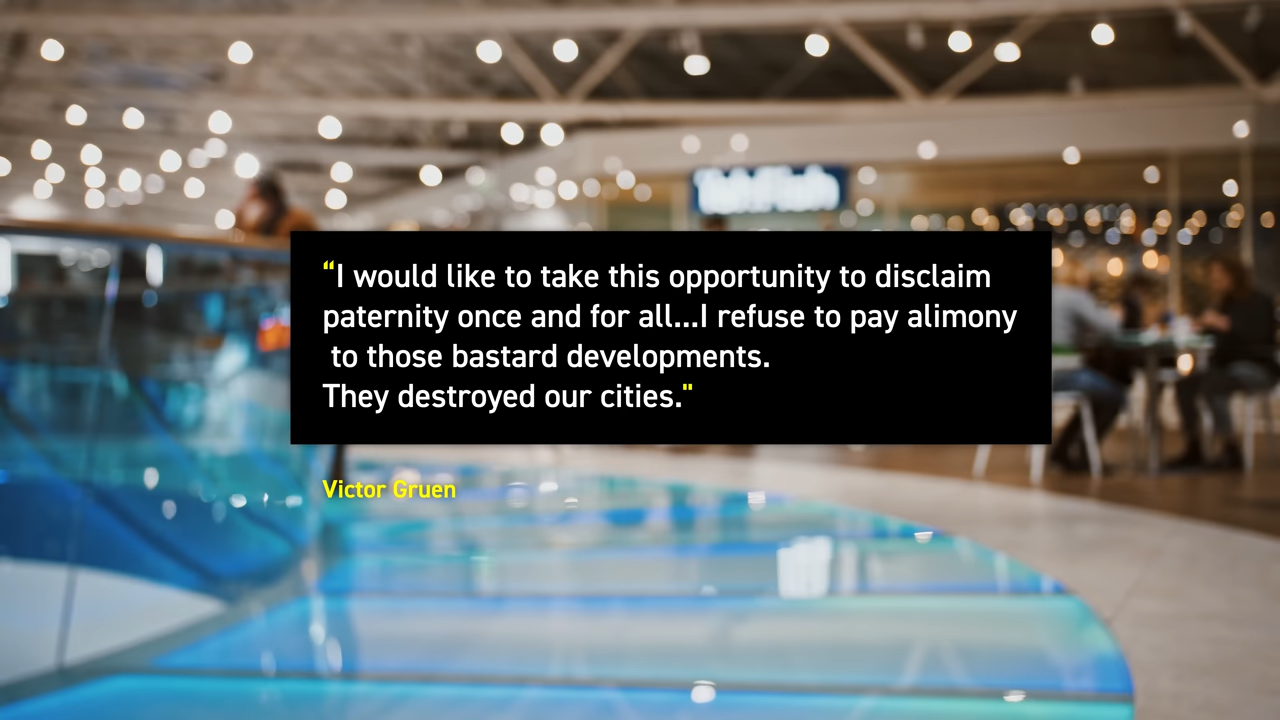 “I would like to take this opportunity to disclaim
paternity once and for all...I refuse to pay alimony
to those bastard developments.
They destroyed our cities."
Victor Gruen